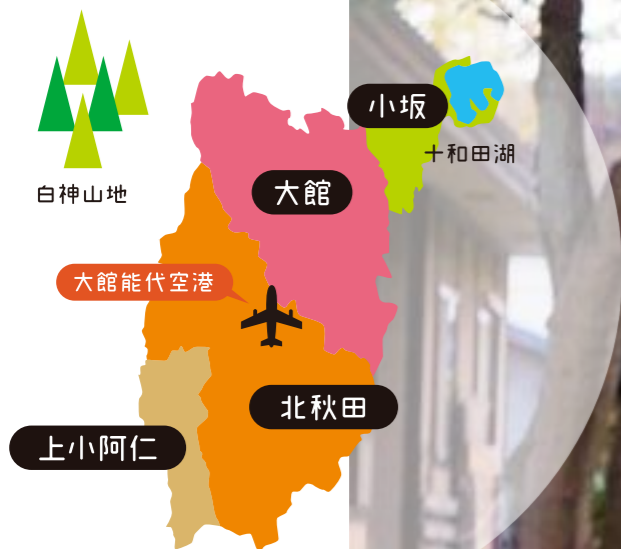 小坂
十和田湖
大館
白神山地
大館能代空港
北秋田
上小阿仁